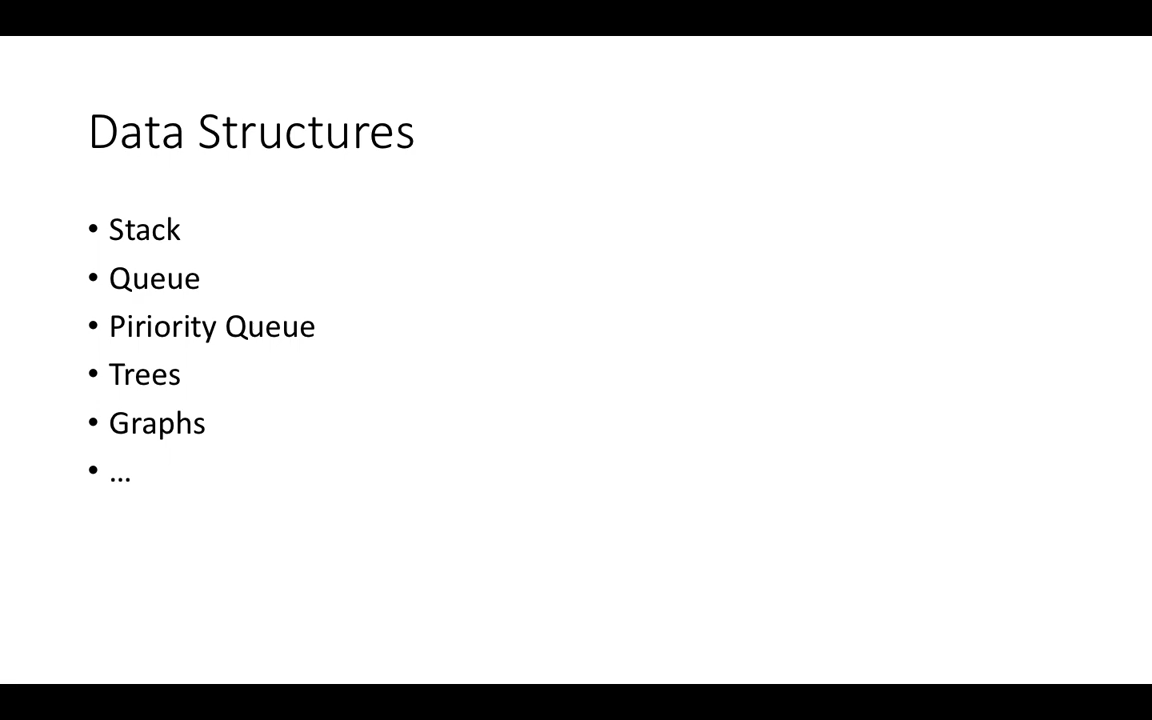 Data Structures
• Stack
• Queue
• Piriority Queue
• Trees
• Graphs
• ...